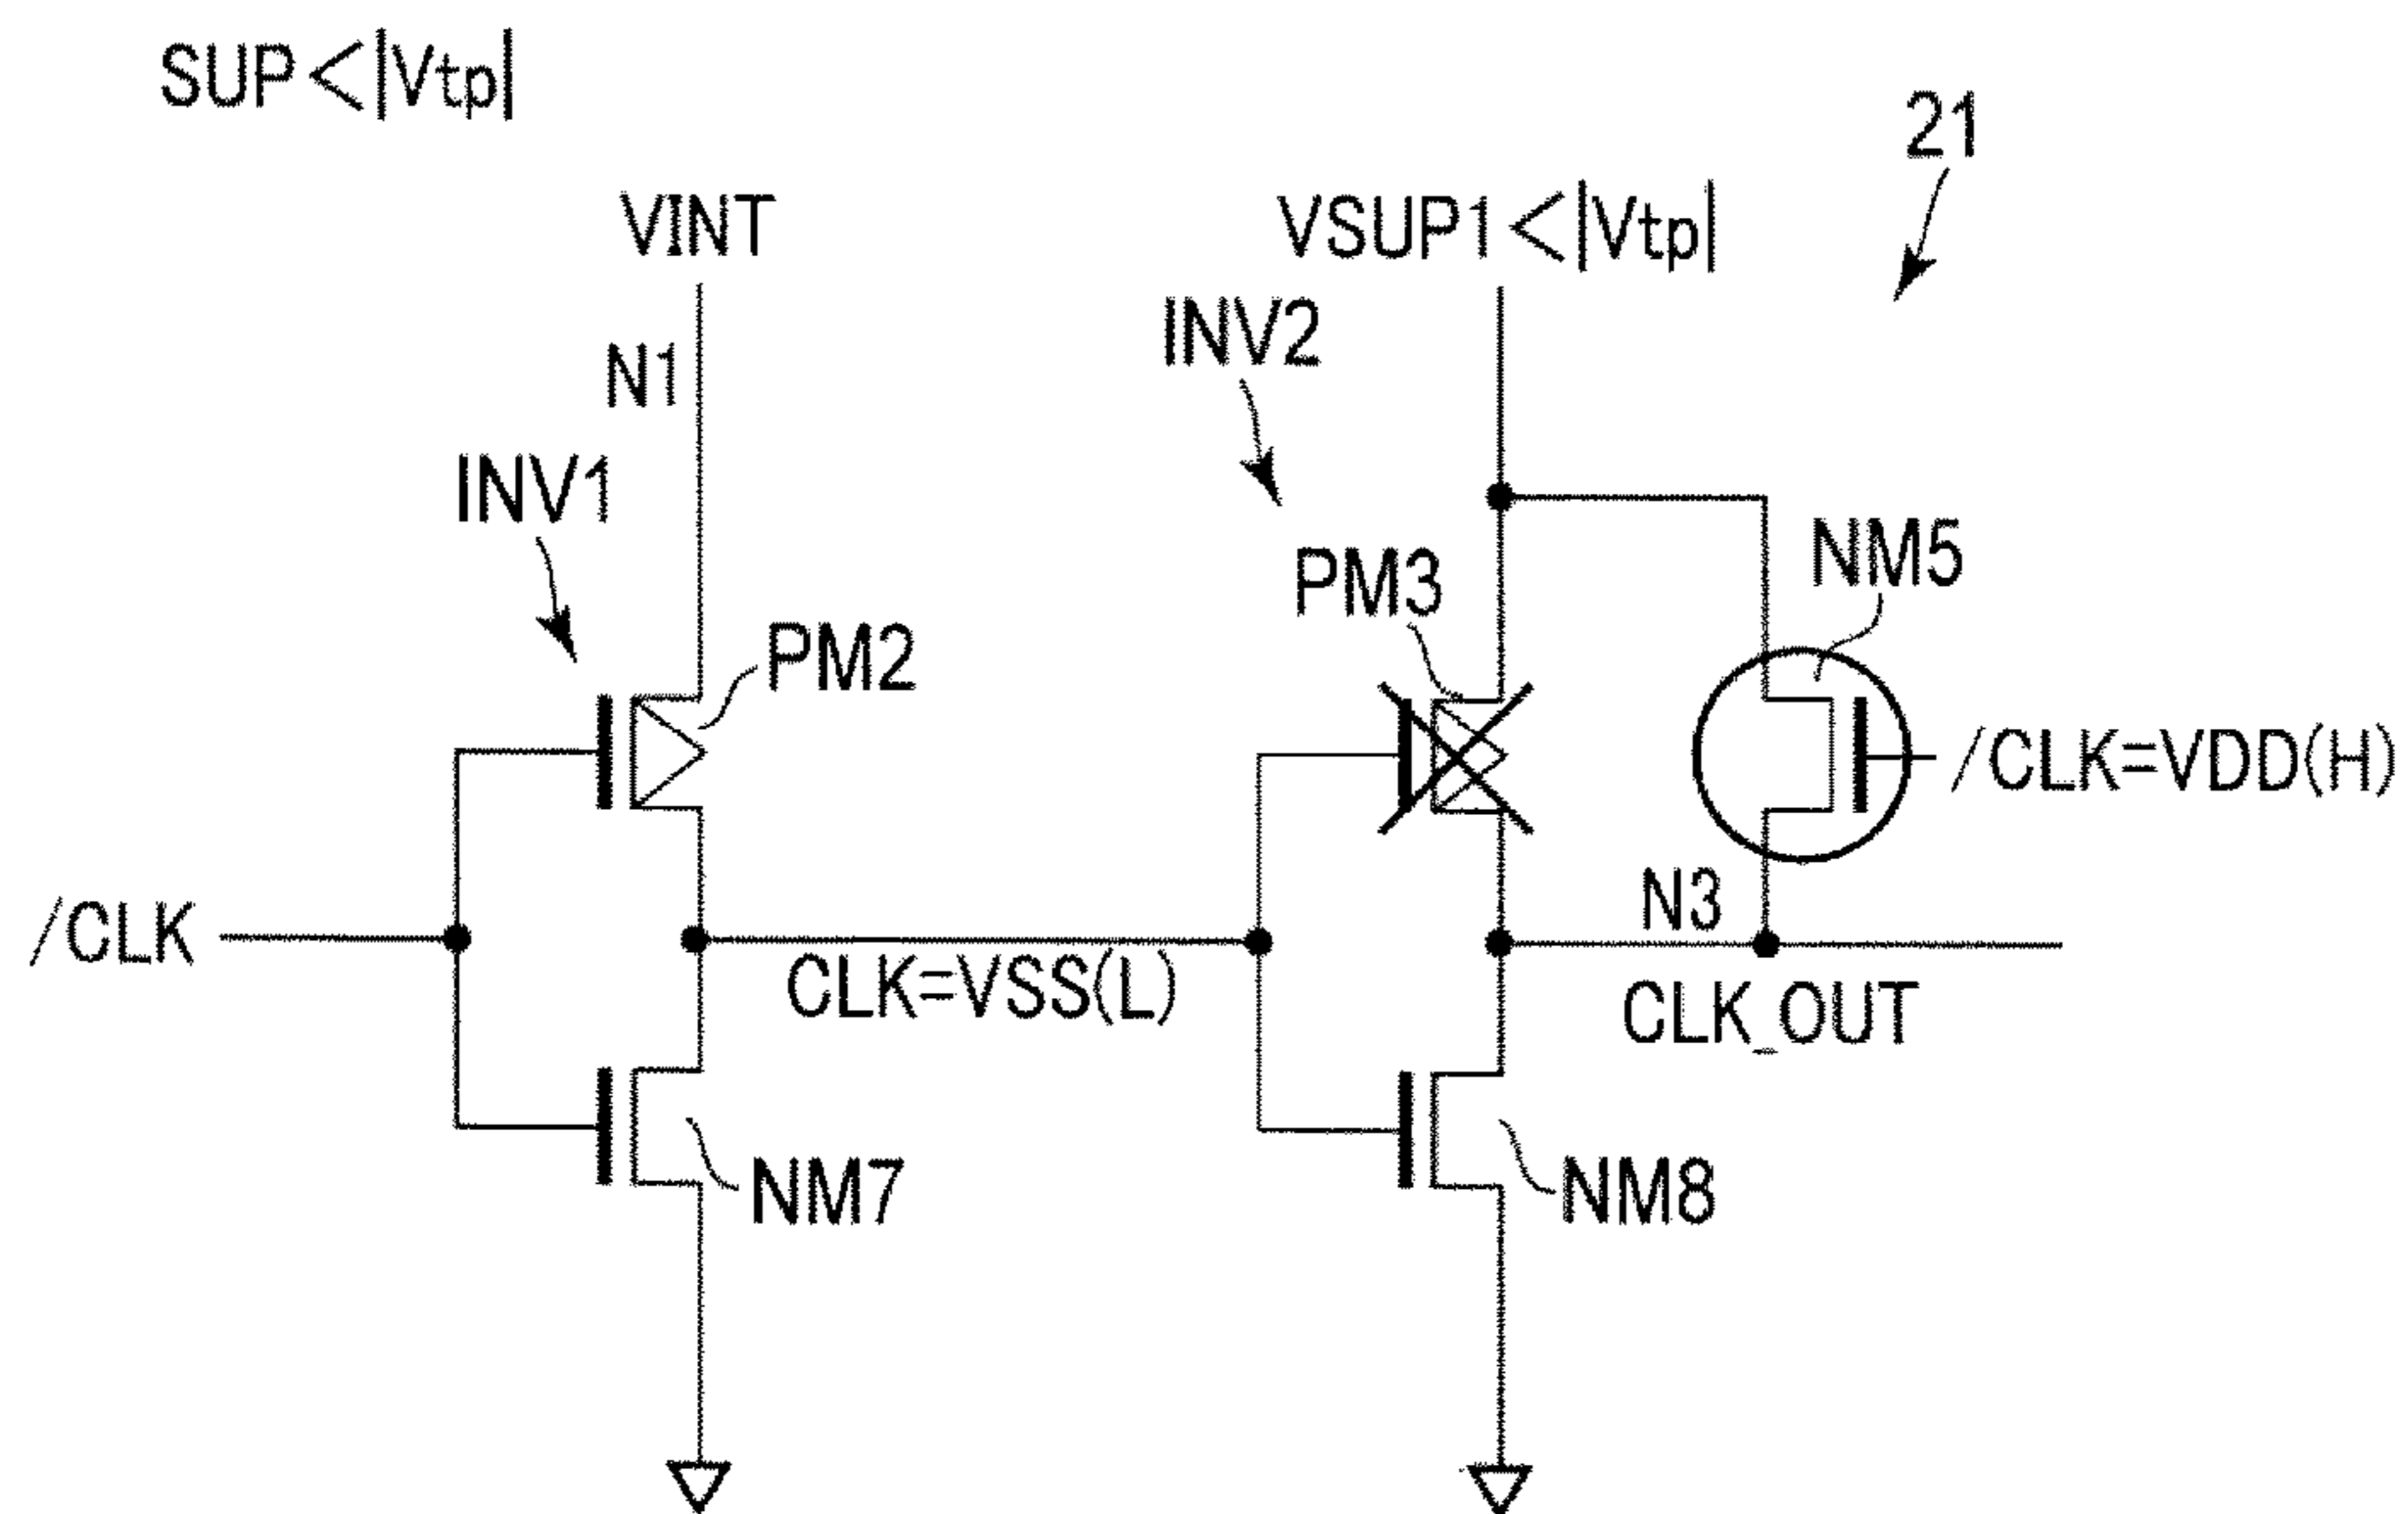 SUP<|Vtp|
21
VINT
VSUP1<|Vtp|
INV2
N1
INV1
NM5
PM3
PM2
/CLK=VDD(H)
N3
/CLK
CLK=VSS(L)
CLK_OUT
NM7
NM8